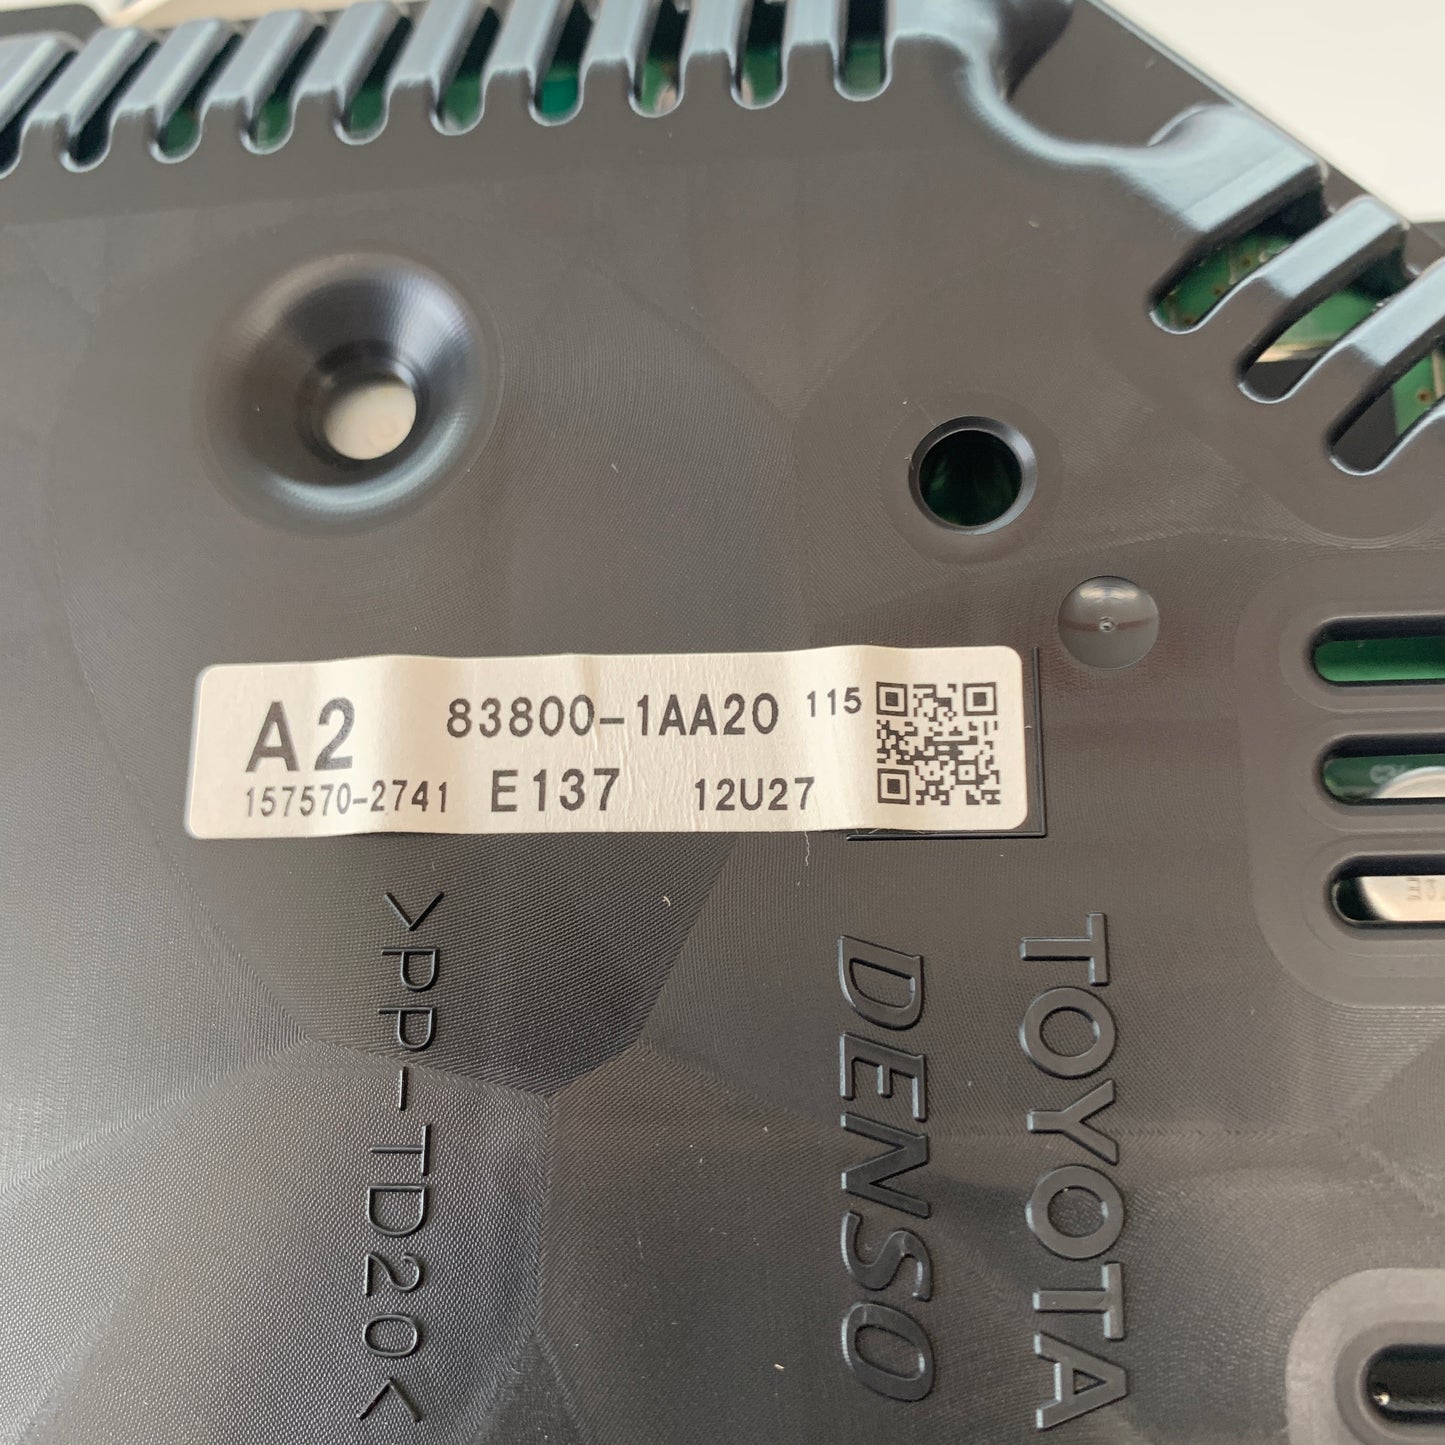 A2 83800-1AA20 115
157570-2741 E137 12U27
>PP-TD20<
DENSO
TOYOTA